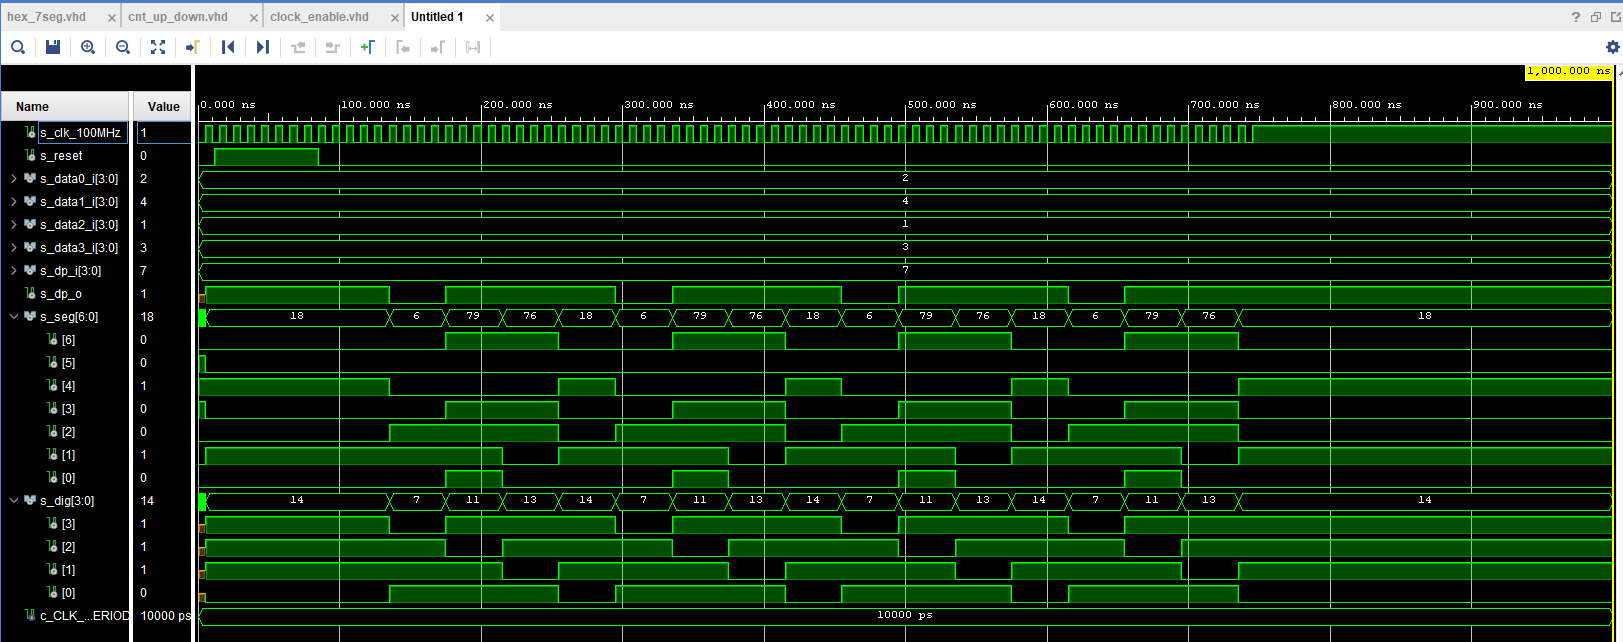 hex_7seg.vhd × cnt_up_down.vhd × clock_enable.vhd × Untitled 1 ×
?
1,000.000 ns
Name Value 0.000 ns 100.000 ns 200.000 ns 300.000 ns 400.000 ns 500.000 ns 600.000 ns 700.000 ns 800.000 ns 900.000 ns
s_clk_100MHz 1
s_reset 0
s_data0_i[3:0] 2 2
s_data1_i[3:0] 4 4
s_data2_i[3:0] 1 1
s_data3_i[3:0] 3 3
s_dp_i[3:0] 7 7
s_dp_o 1
s_seg[6:0] 18 18 6 79 76 18 6 79 76 18 6 79 76 18 6 79 76 18
[6] 0
[5] 0
[4] 1
[3] 0
[2] 0
[1] 1
[0] 0
s_dig[3:0] 14 14 7 11 13 14 7 11 13 14 7 11 13 14 7 11 13 14
[3] 1
[2] 1
[1] 1
[0] 0
c_CLK_...ERIOD 10000 ps 10000 ps